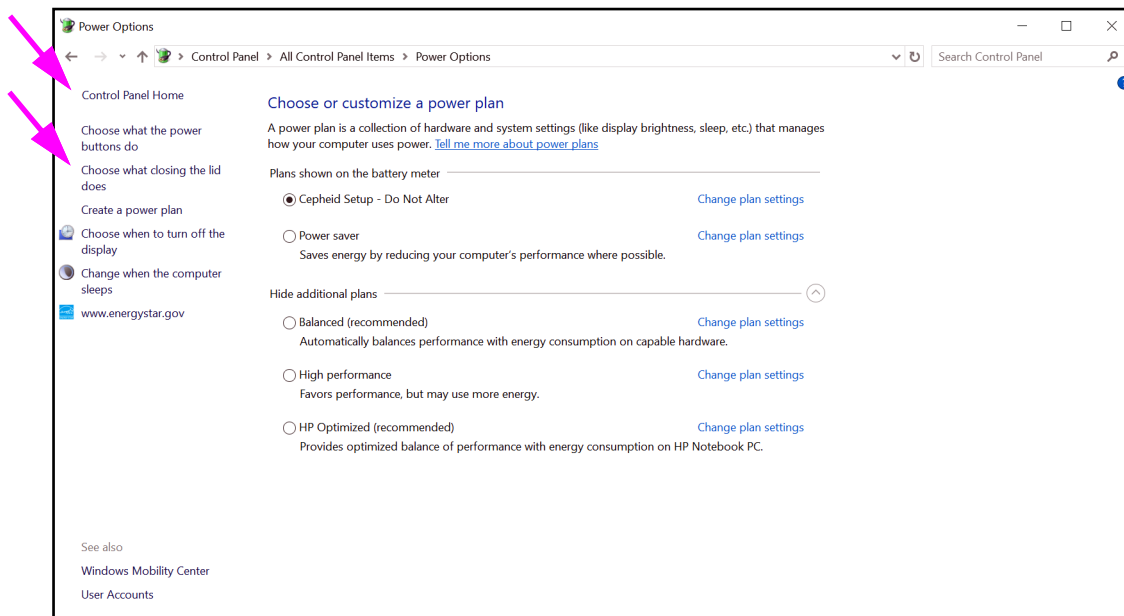 Power Options
Control Panel > All Control Panel Items > Power Options
Search Control Panel
Control Panel Home
Choose what the power
buttons do
Choose what closing the lid
does
Create a power plan
Choose when to turn off the
display
Change when the computer
sleeps
www.energystar.gov
Choose or customize a power plan
A power plan is a collection of hardware and system settings (like display brightness, sleep, etc.) that manages
how your computer uses power. Tell me more about power plans
Plans shown on the battery meter
Cepheid Setup - Do Not Alter Change plan settings
Power saver Change plan settings
Saves energy by reducing your computer's performance where possible.
Hide additional plans
Balanced (recommended) Change plan settings
Automatically balances performance with energy consumption on capable hardware.
High performance Change plan settings
Favors performance, but may use more energy.
HP Optimized (recommended) Change plan settings
Provides optimized balance of performance with energy consumption on HP Notebook PC.
See also
Windows Mobility Center
User Accounts